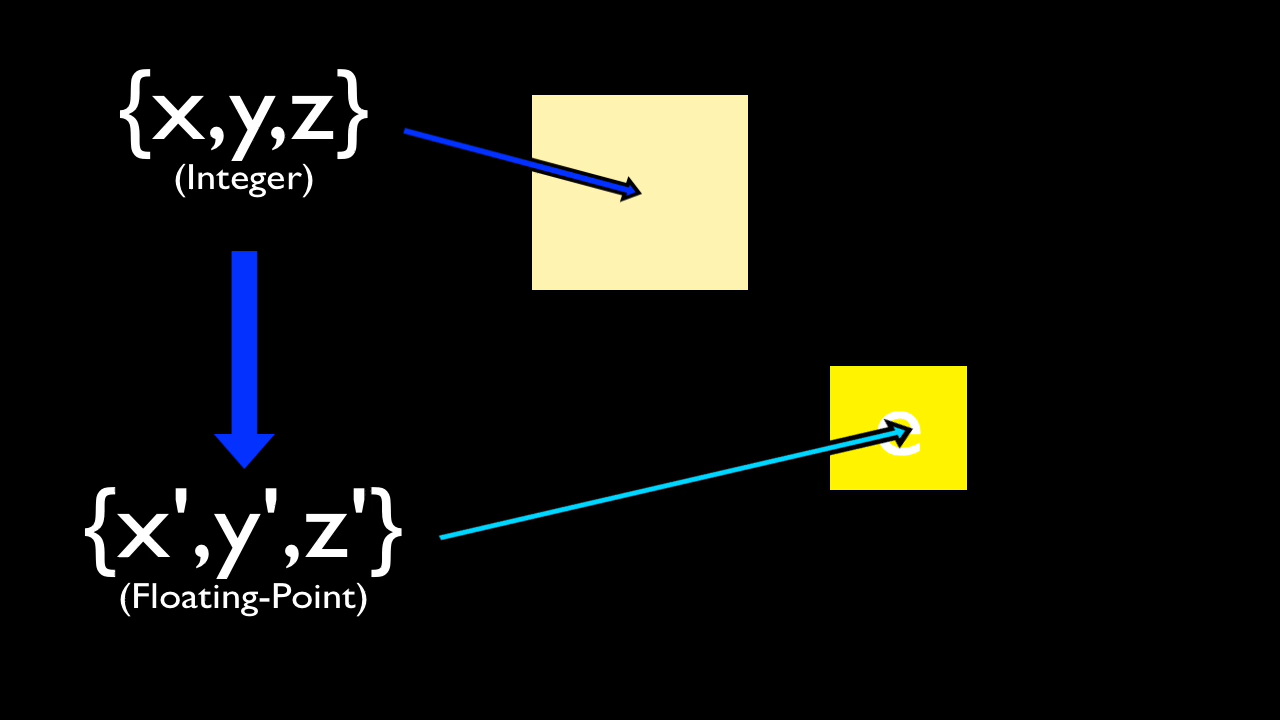 {x,y,z}
(Integer)
e
{x',y',z'}
(Floating-Point)